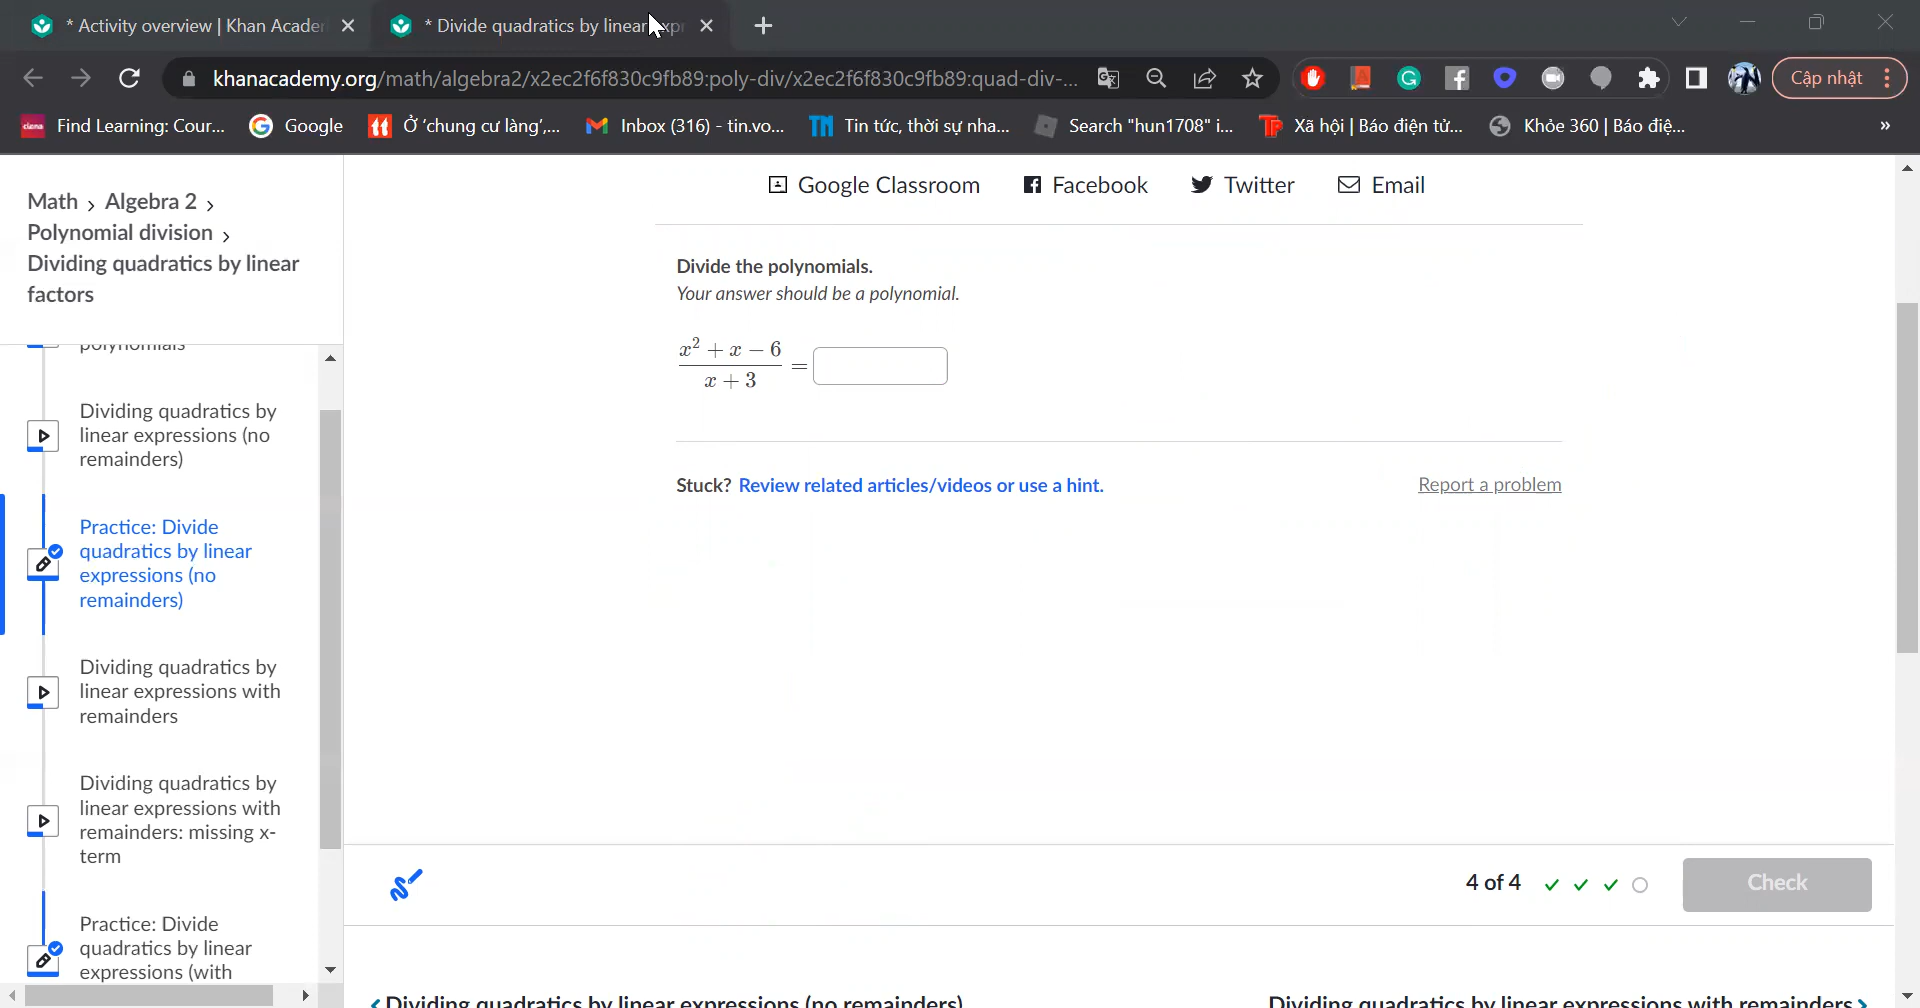 * Activity overview | Khan Acade
* Divide quadratics by linear
khanacademy.org/math/algebra2/x2ec2f6f830c9fb89:poly-div/x2ec2f6f830c9fb89:quad-div-...
Cập nhật
Find Learning: Cour...
Google
Ở 'chung cư làng',...
Inbox (316) - tin.vo...
Tin tức, thời sự nha...
Search "hun1708" i...
Xã hội | Báo điện tử...
Khỏe 360 | Báo điệ...
»
Math > Algebra 2 >
Polynomial division >
Dividing quadratics by linear
factors
polynomials
Dividing quadratics by
linear expressions (no
remainders)
Practice: Divide
quadratics by linear
expressions (no
remainders)
Dividing quadratics by
linear expressions with
remainders
Dividing quadratics by
linear expressions with
remainders: missing x-
term
Practice: Divide
quadratics by linear
expressions (with
Google Classroom
Facebook
Twitter
Email
Divide the polynomials.
Your answer should be a polynomial.
x² + x − 6
x + 3
=
Stuck? Review related articles/videos or use a hint.
Report a problem
4 of 4
Check
Dividing quadratics by linear expressions (no remainders)
Dividing quadratics by linear expressions with remainders